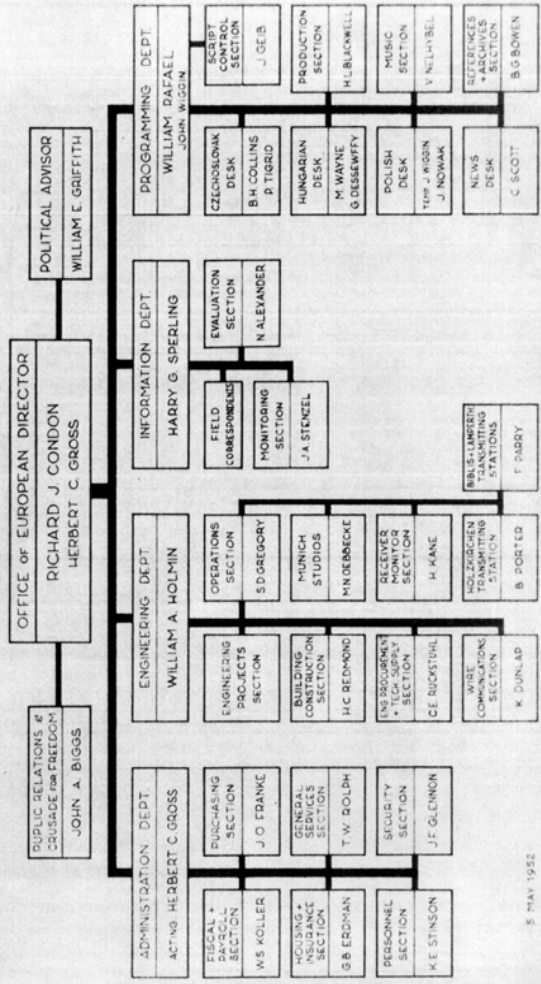 OFFICE OF EUROPEAN DIRECTOR
RICHARD J. CONDON
HERBERT C. GROSS
PUBLIC RELATIONS &
CRUSADE FOR FREEDOM
JOHN A. BIGGS
POLITICAL ADVISOR
WILLIAM E. GRIFFITH
ADMINISTRATION DEPT.
ACTING: HERBERT C. GROSS
FISCAL +
PAYROLL
SECTION
W.S. KOLLER
PURCHASING
SECTION
J.O. FRANKE
HOUSING +
INSURANCE
SECTION
G.B. ERDMAN
GENERAL
SERVICES
SECTION
T.W. ROLPH
PERSONNEL
SECTION
K.E. STINSON
SECURITY
SECTION
J.F. GLENNON
ENGINEERING DEPT.
WILLIAM A. HOLMIN
ENGINEERING
PROJECTS
SECTION
OPERATIONS
SECTION
S.D. GREGORY
BUILDING
CONSTRUCTION
SECTION
H.C. REDMOND
MUNICH
STUDIOS
M.N. OEBBECKE
ENG. PROCUREMENT
+ TECH SUPPLY
SECTION
C.E. RUCKSTUHL
RECEIVER
MONITOR
SECTION
H. KANE
WIRE
COMMUNICATIONS
SECTION
K. DUNLAP
HOLZKIRCHEN
TRANSMITTING
STATION
B. PORTER
BIBLIS + LAMPERTH
TRANSMITTING
STATIONS
T. PARRY
INFORMATION DEPT.
HARRY G. SPERLING
FIELD
CORRESPONDENTS
EVALUATION
SECTION
N. ALEXANDER
MONITORING
SECTION
J.A. STENZEL
PROGRAMMING DEPT.
WILLIAM RAFAEL
JOHN WIGGIN
SCRIPT
CONTROL
SECTION
J. GEIB
CZECHOSLOVAK
DESK
B.H. COLLINS
P. TIGRID
HUNGARIAN
DESK
M. WAYNE
G. DESSEWFFY
PRODUCTION
SECTION
H.L. BLACKWELL
POLISH
DESK
TEMP. J. WIGGIN
J. NOWAK
MUSIC
SECTION
V. NELHYBEL
NEWS
DESK
C. SCOTT
REFERENCES
+ ARCHIVES
SECTION
B.G. BOWEN
5 MAY 1952